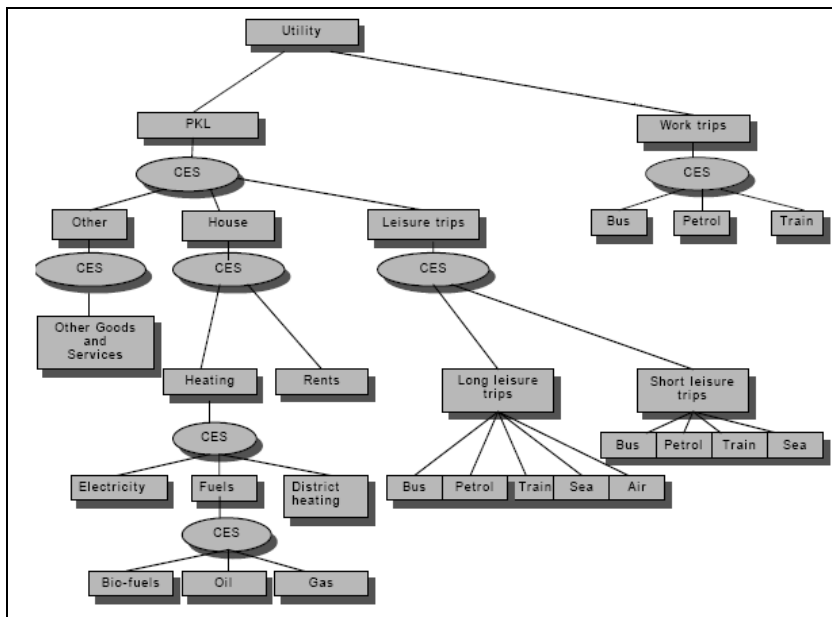 Utility
PKL
Work trips
CES
CES
Other
House
Leisure trips
Bus
Petrol
Train
CES
CES
CES
Other Goods
and
Services
Heating
Rents
Long leisure
trips
Short leisure
trips
CES
Bus
Petrol
Train
Sea
Electricity
Fuels
District
heating
Bus
Petrol
Train
Sea
Air
CES
Bio-fuels
Oil
Gas